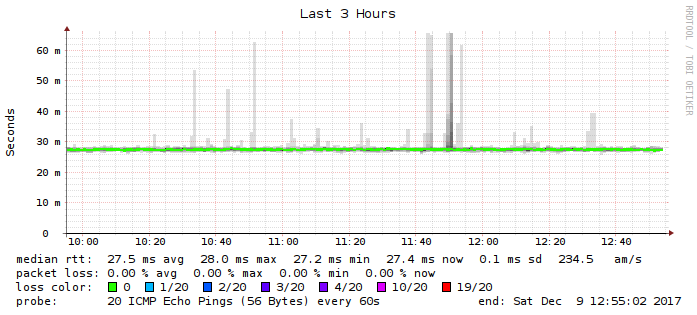 Last 3 Hours
RRDTOOL / TOBI OETIKER
Seconds
60 m
50 m
40 m
30 m
20 m
10 m
0
10:00 10:20 10:40 11:00 11:20 11:40 12:00 12:20 12:40
median rtt: 27.5 ms avg 28.0 ms max 27.2 ms min 27.4 ms now 0.1 ms sd 234.5 am/s
packet loss: 0.00 % avg 0.00 % max 0.00 % min 0.00 % now
loss color: 0 1/20 2/20 3/20 4/20 10/20 19/20
probe: 20 ICMP Echo Pings (56 Bytes) every 60s end: Sat Dec 9 12:55:02 2017